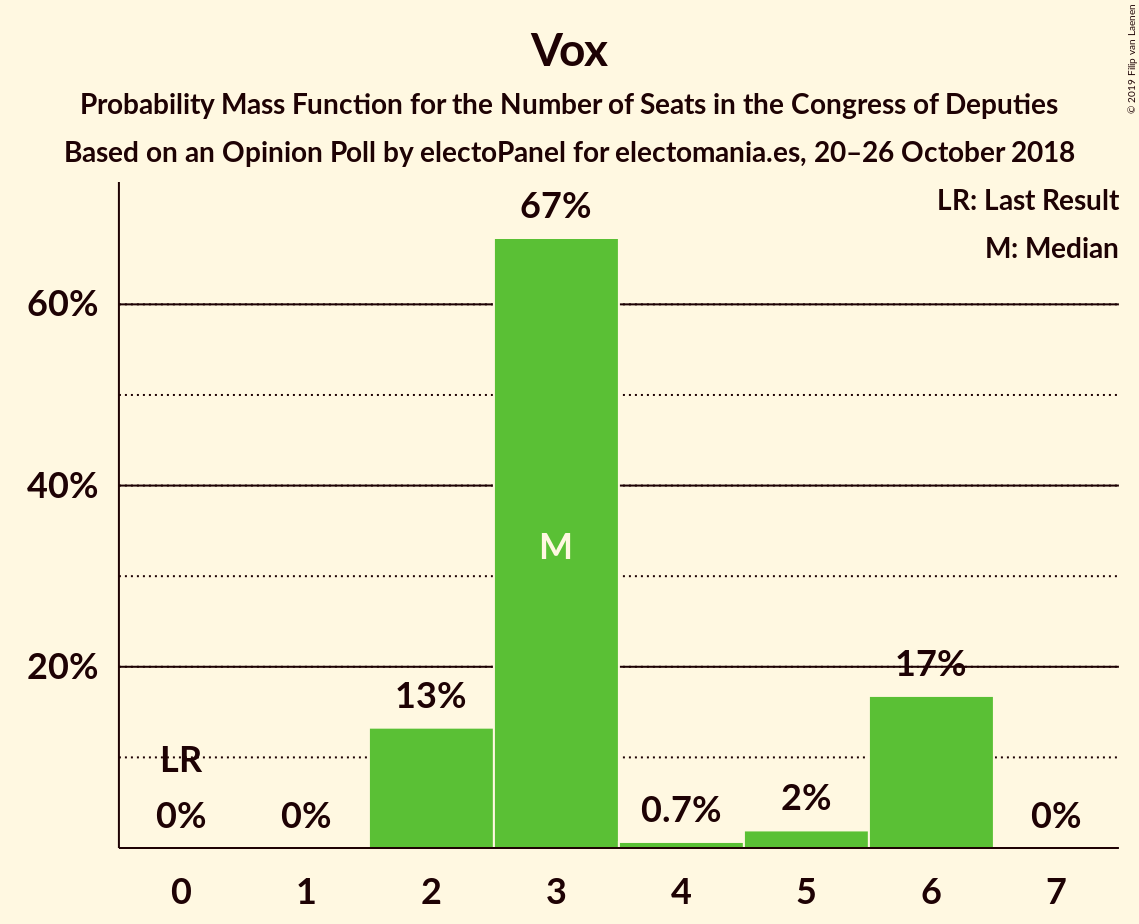 Vox
Probability Mass Function for the Number of Seats in the Congress of Deputies
Based on an Opinion Poll by electoPanel for electomania.es, 20–26 October 2018
© 2019 Filip van Laenen
LR: Last Result
M: Median
67%
60%
40%
M
20%
17%
13%
LR
0%
0%
0.7%
2%
0%
0 1 2 3 4 5 6 7